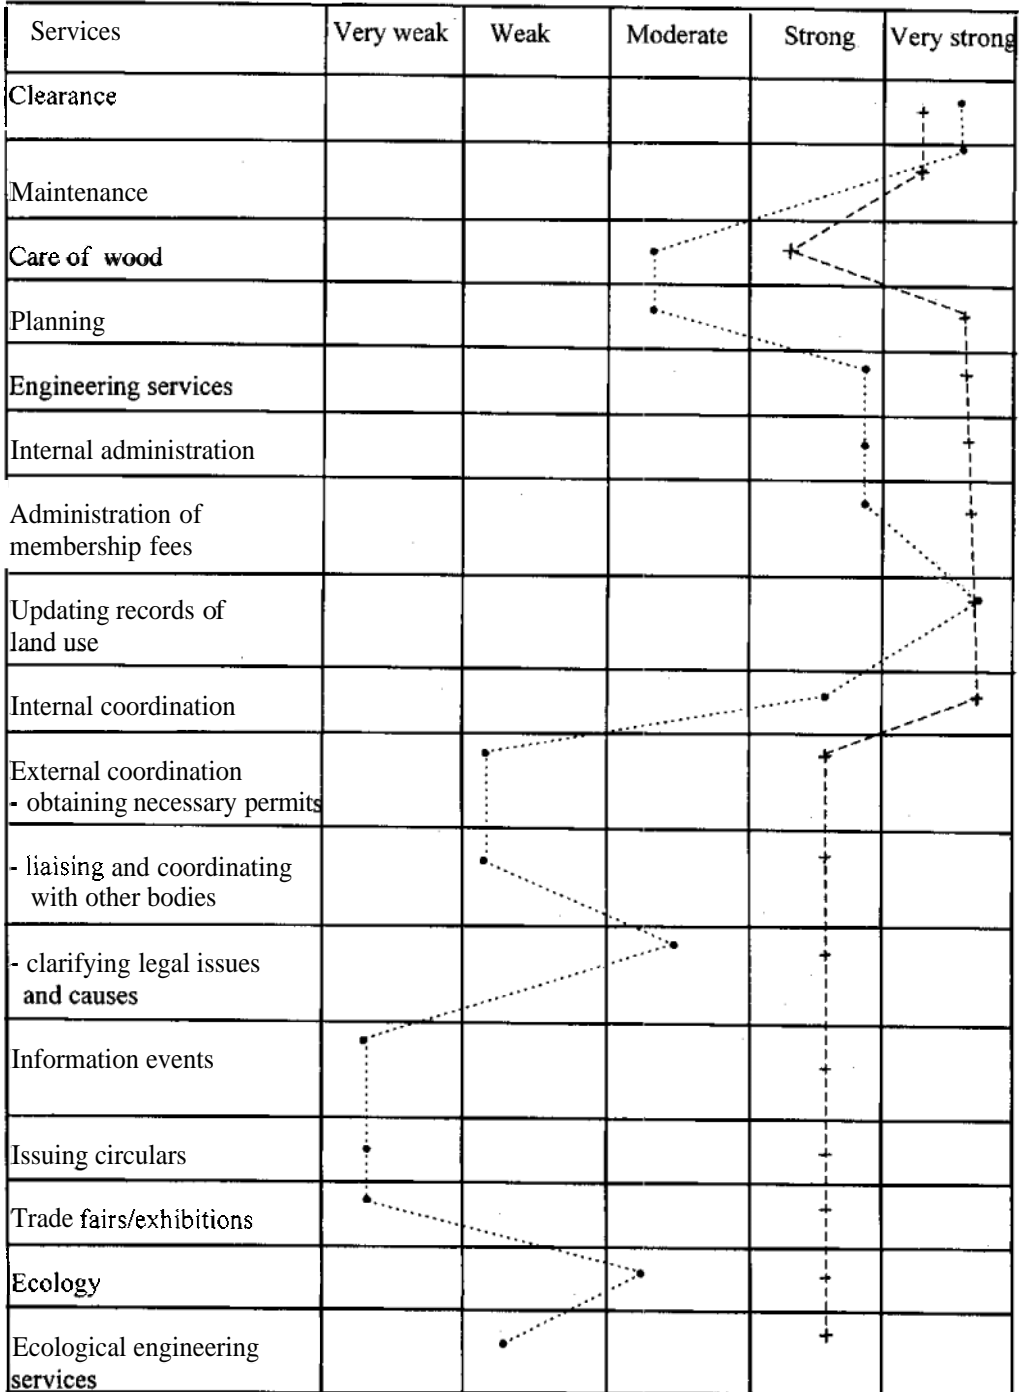 Services Very weak Weak Moderate Strong Very strong
Clearance
Maintenance
Care of wood
Planning
Engineering services
Internal administration
Administration of
membership fees
Updating records of
land use
Internal coordination
External coordination
- obtaining necessary permits
- liaising and coordinating
with other bodies
- clarifying legal issues
and causes
Information events
Issuing circulars
Trade fairs/exhibitions
Ecology
Ecological engineering
services